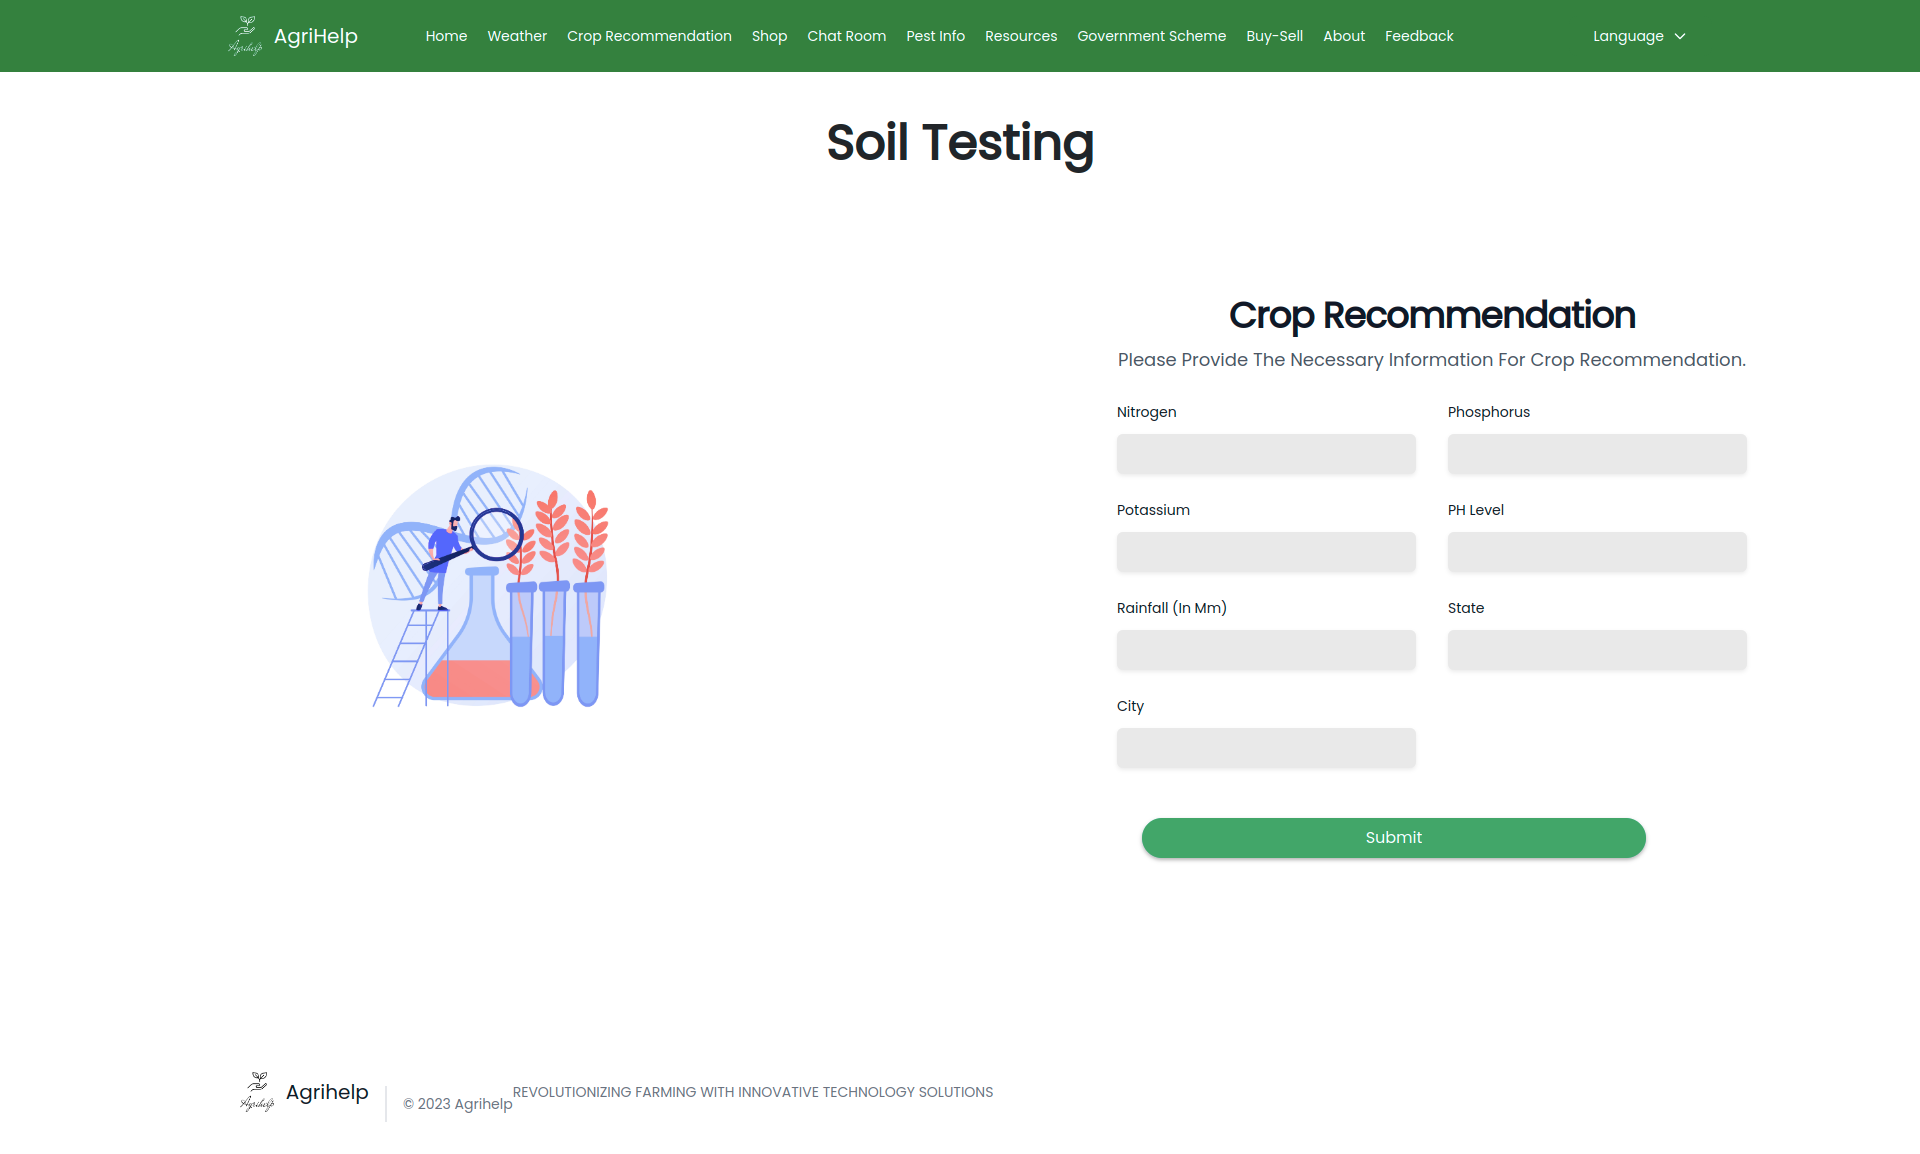 Agrihelp
AgriHelp
Home Weather Crop Recommendation Shop Chat Room Pest Info Resources Government Scheme Buy-Sell About Feedback
Language
Soil Testing
Crop Recommendation
Please Provide The Necessary Information For Crop Recommendation.
Nitrogen
Phosphorus
Potassium
PH Level
Rainfall (In Mm)
State
City
Submit
Agrihelp
Agrihelp
© 2023 Agrihelp
REVOLUTIONIZING FARMING WITH INNOVATIVE TECHNOLOGY SOLUTIONS